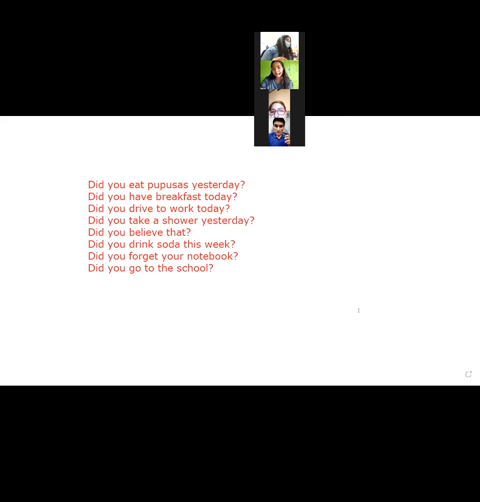 Did you eat pupusas yesterday?
Did you have breakfast today?
Did you drive to work today?
Did you take a shower yesterday?
Did you believe that?
Did you drink soda this week?
Did you forget your notebook?
Did you go to the school?